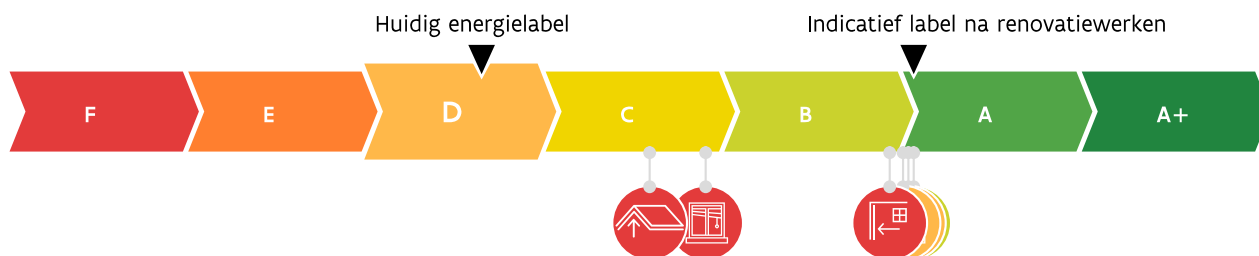 Huidig energielabel
Indicatief label na renovatiewerken
F
E
D
C
B
A
A+